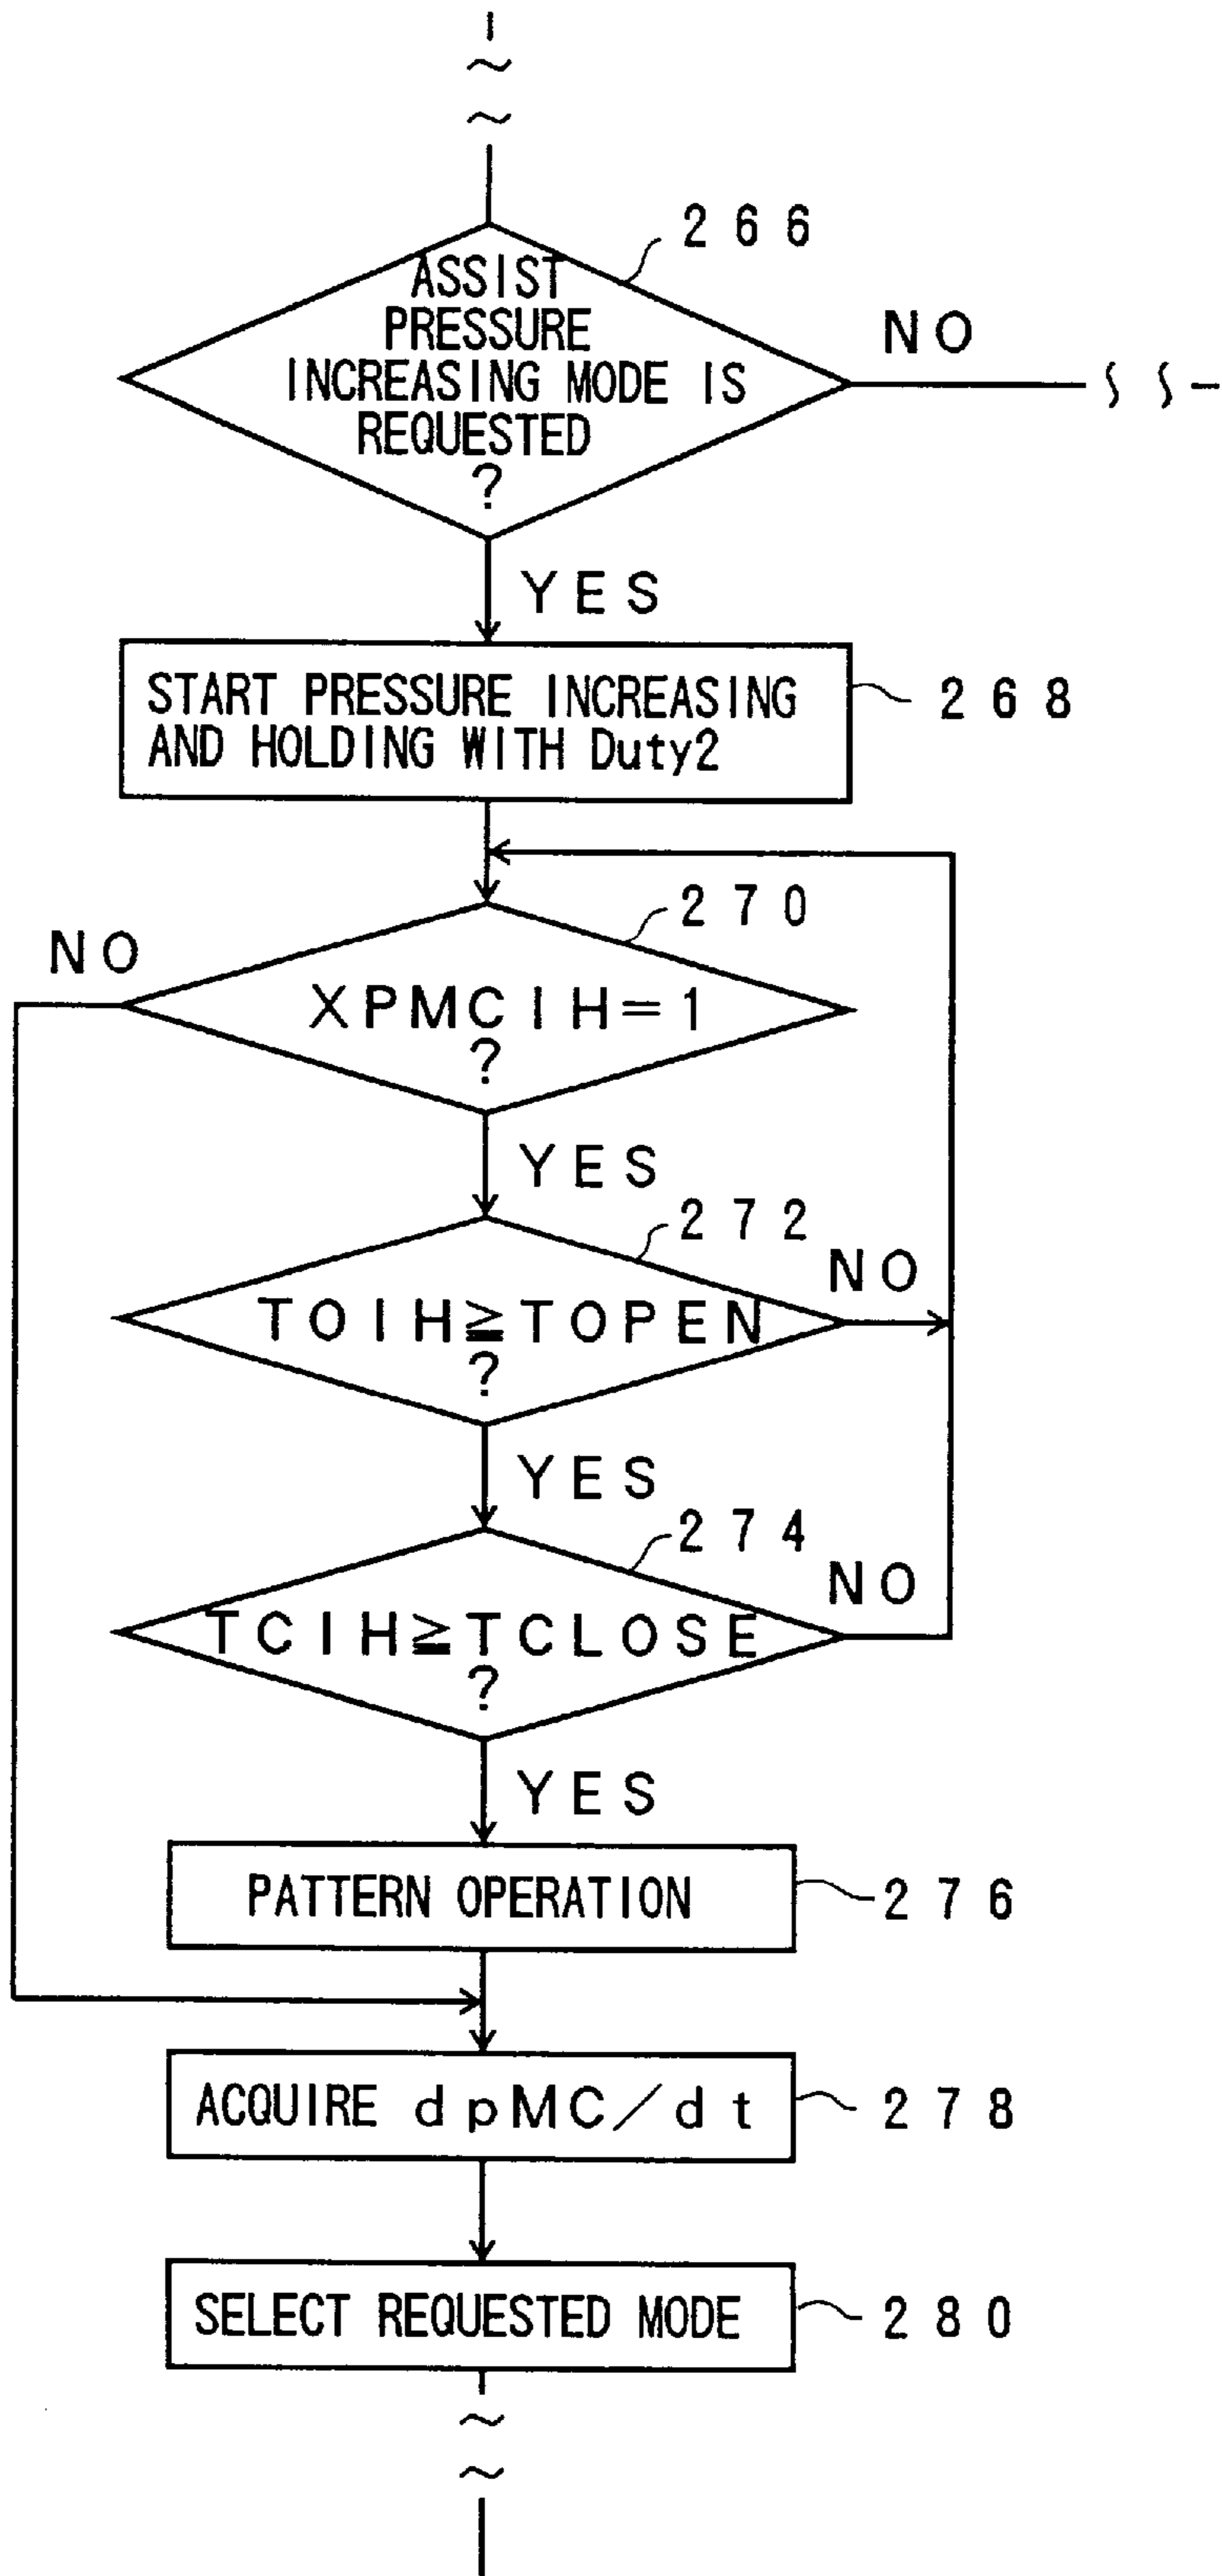 266
ASSIST
PRESSURE
INCREASING MODE IS
REQUESTED
?
NO
YES
START PRESSURE INCREASING
AND HOLDING WITH Duty2
268
270
NO
XPMCIH=1
?
YES
272
NO
TOIH≧TOPEN
?
YES
274
NO
TCIH≧TCLOSE
?
YES
PATTERN OPERATION
276
ACQUIRE dpMC/dt
278
SELECT REQUESTED MODE
280